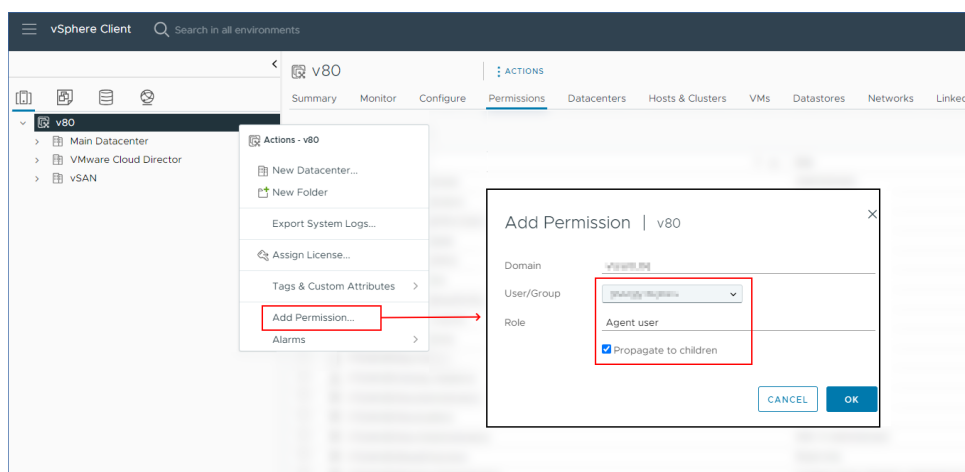 vSphere Client Search in all environments
v80 ACTIONS
Summary Monitor Configure Permissions Datacenters Hosts & Clusters VMs Datastores Networks Linked
v80
Main Datacenter
VMware Cloud Director
vSAN
Actions - v80
New Datacenter...
New Folder
Export System Logs...
Assign License...
Tags & Custom Attributes
Add Permission...
Alarms
Add Permission | v80
Domain
User/Group
Role Agent user
Propagate to children
CANCEL OK